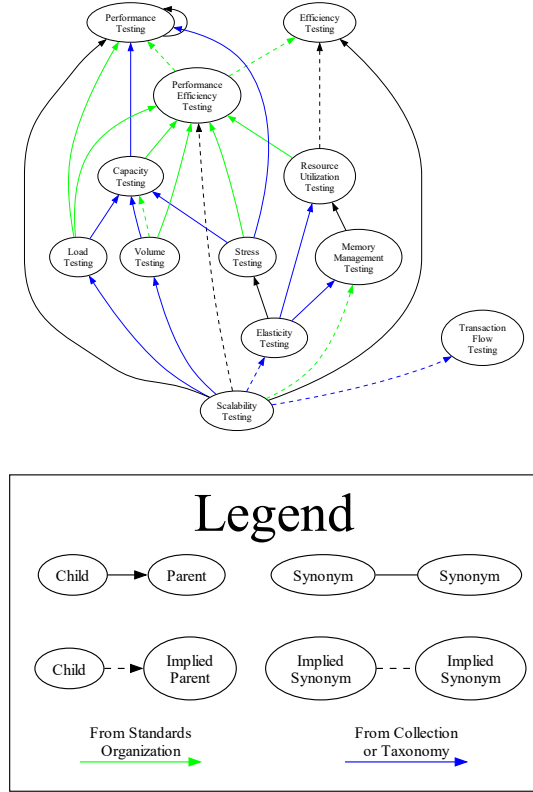 Performance
Testing
Efficiency
Testing
Performance
Efficiency
Testing
Capacity
Testing
Resource
Utilization
Testing
Load
Testing
Volume
Testing
Stress
Testing
Memory
Management
Testing
Elasticity
Testing
Transaction
Flow
Testing
Scalability
Testing
Legend
Child
Parent
Synonym
Synonym
Child
Implied
Parent
Implied
Synonym
Implied
Synonym
From Standards
Organization
From Collection
or Taxonomy